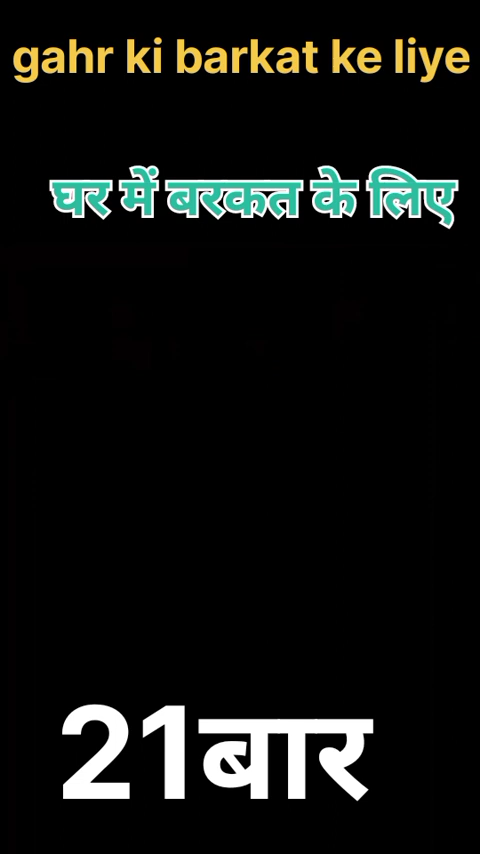 gahr ki barkat ke liye
घर में बरकत के लिए
21बार